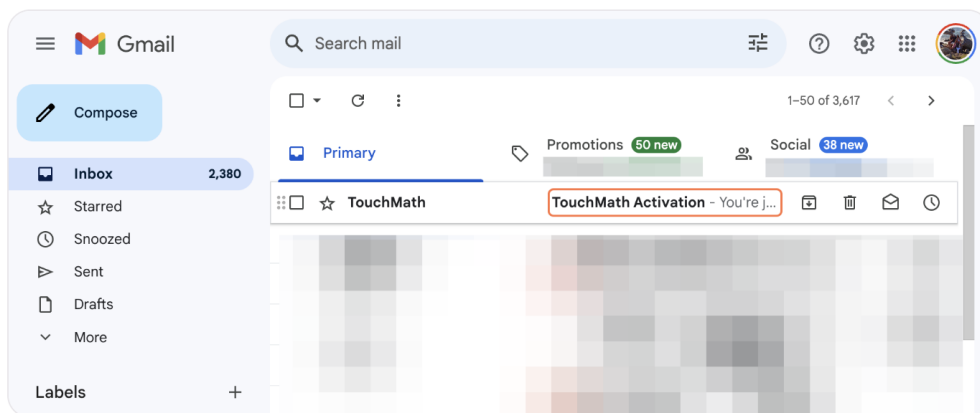 Gmail
Search mail
Compose
1–50 of 3,617
Primary
Promotions 50 new
Social 38 new
Inbox 2,380
TouchMath TouchMath Activation - You're j...
Starred
Snoozed
Sent
Drafts
More
Labels